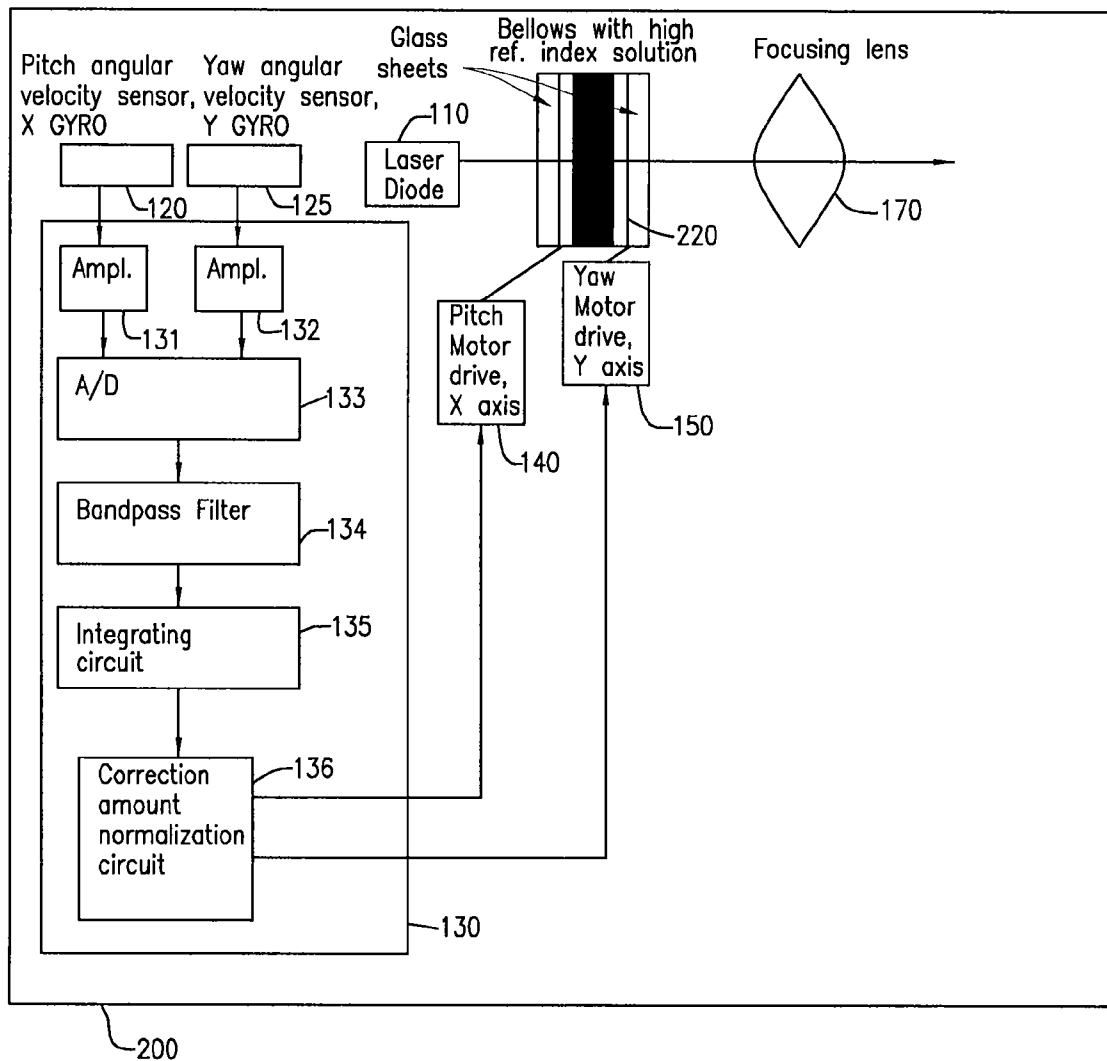 Pitch angular
velocity sensor,
X GYRO
Yaw angular
velocity sensor,
Y GYRO
Glass
sheets
Bellows with high
ref. index solution
Focusing lens
110
Laser
Diode
120
125
170
220
Ampl.
Ampl.
131
132
Pitch
Motor
drive,
X axis
Yaw
Motor
drive,
Y axis
140
150
A/D
133
Bandpass Filter
134
Integrating
circuit
135
Correction
amount
normalization
circuit
136
130
200